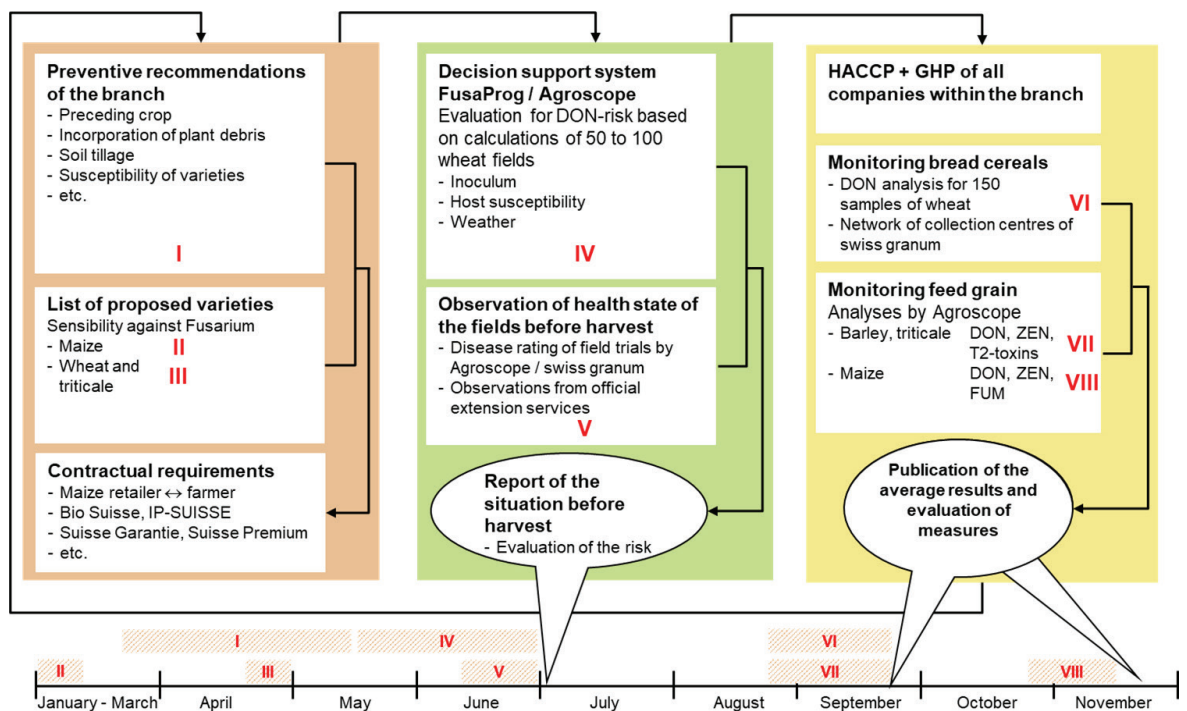 Preventive recommendations
of the branch
- Preceding crop
- Incorporation of plant debris
- Soil tillage
- Susceptibility of varieties
- etc.
I
List of proposed varieties
Sensibility against Fusarium
- Maize II
- Wheat and
triticale III
Contractual requirements
- Maize retailer ↔ farmer
- Bio Suisse, IP-SUISSE
- Suisse Garantie, Suisse Premium
- etc.
Decision support system
FusaProg / Agroscope
Evaluation for DON-risk based
on calculations of 50 to 100
wheat fields
- Inoculum
- Host susceptibility
- Weather
IV
Observation of health state of
the fields before harvest
- Disease rating of field trials by
Agroscope / swiss granum
- Observations from official
extension services
V
Report of the
situation before
harvest
- Evaluation of the risk
HACCP + GHP of all
companies within the branch
Monitoring bread cereals
- DON analysis for 150
samples of wheat
VI
- Network of collection centres of
swiss granum
Monitoring feed grain
Analyses by Agroscope
- Barley, triticale DON, ZEN,
T2-toxins VII
- Maize DON, ZEN,
FUM VIII
Publication of the
average results and
evaluation of
measures
I IV VI
II III V VII VIII
January - March April May June July August September October November